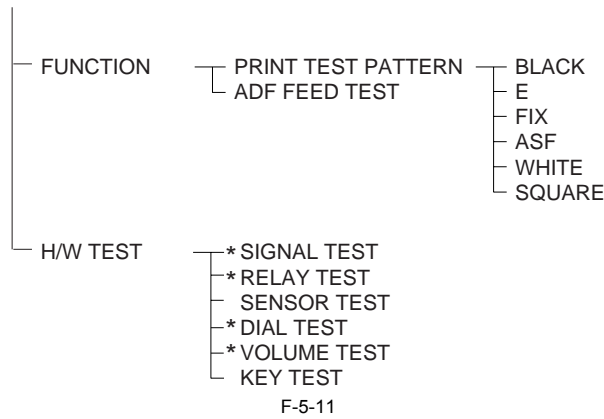 FUNCTION PRINT TEST PATTERN BLACK
ADF FEED TEST E
FIX
ASF
WHITE
SQUARE
H/W TEST * SIGNAL TEST
* RELAY TEST
SENSOR TEST
* DIAL TEST
* VOLUME TEST
KEY TEST
F-5-11